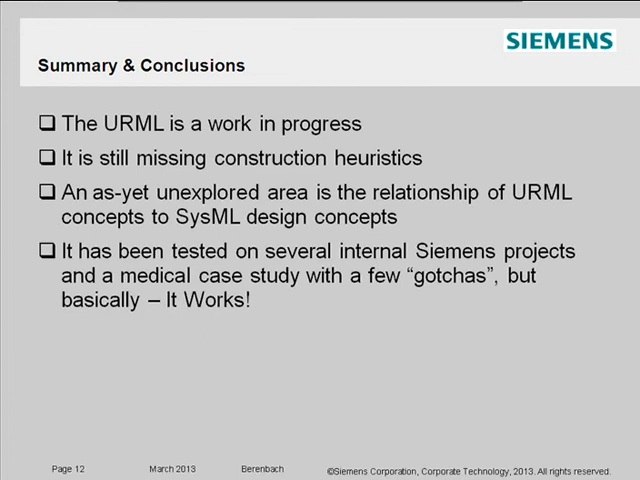 SIEMENS
Summary & Conclusions
❑ The URML is a work in progress
❑ It is still missing construction heuristics
❑ An as-yet unexplored area is the relationship of URML
concepts to SysML design concepts
❑ It has been tested on several internal Siemens projects
and a medical case study with a few “gotchas”, but
basically – It Works!
Page 12 March 2013 Berenbach ©Siemens Corporation, Corporate Technology, 2013. All rights reserved.